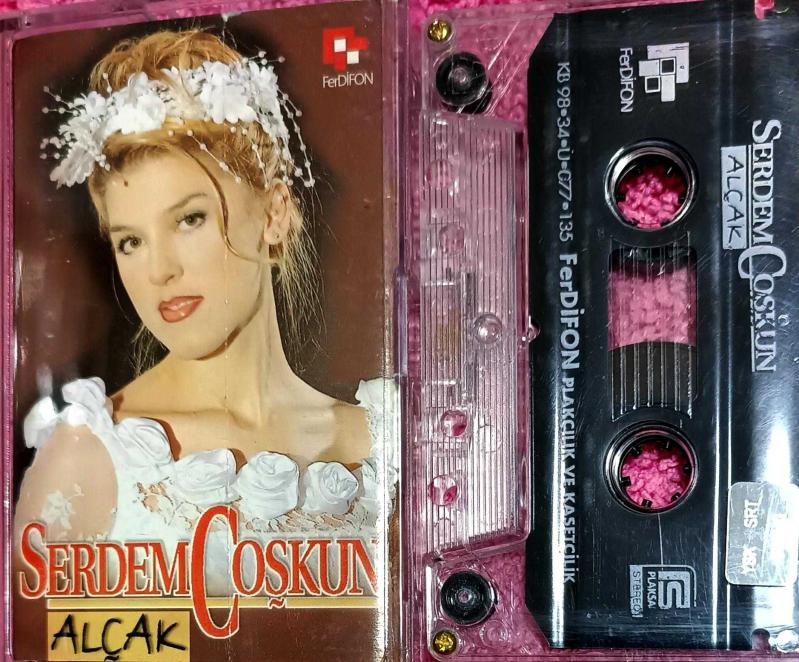 FerDİFON
SERDEM COŞKUN
ALÇAK
FerDİFON
SERDEM COŞKUN
ALÇAK
KB•98•34•Ü•077•135 FerDİFON PLAKÇILIK VE KASETÇİLİK
PLAKSAN
STEREO